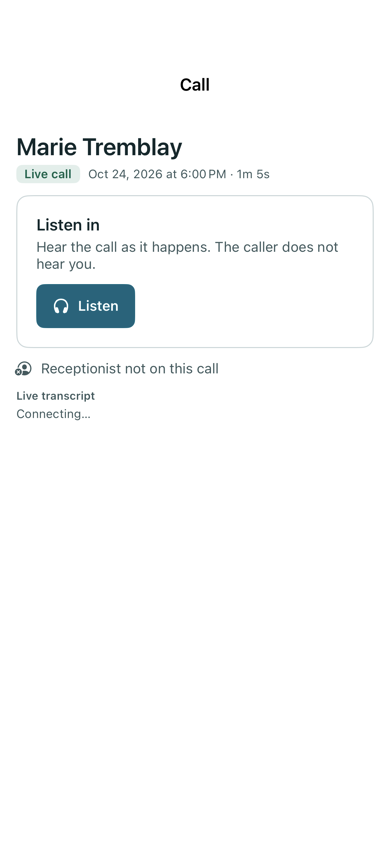 Call
Marie Tremblay
Live call Oct 24, 2026 at 6:00 PM · 1m 5s
Listen in
Hear the call as it happens. The caller does not
hear you.
Listen
Receptionist not on this call
Live transcript
Connecting…